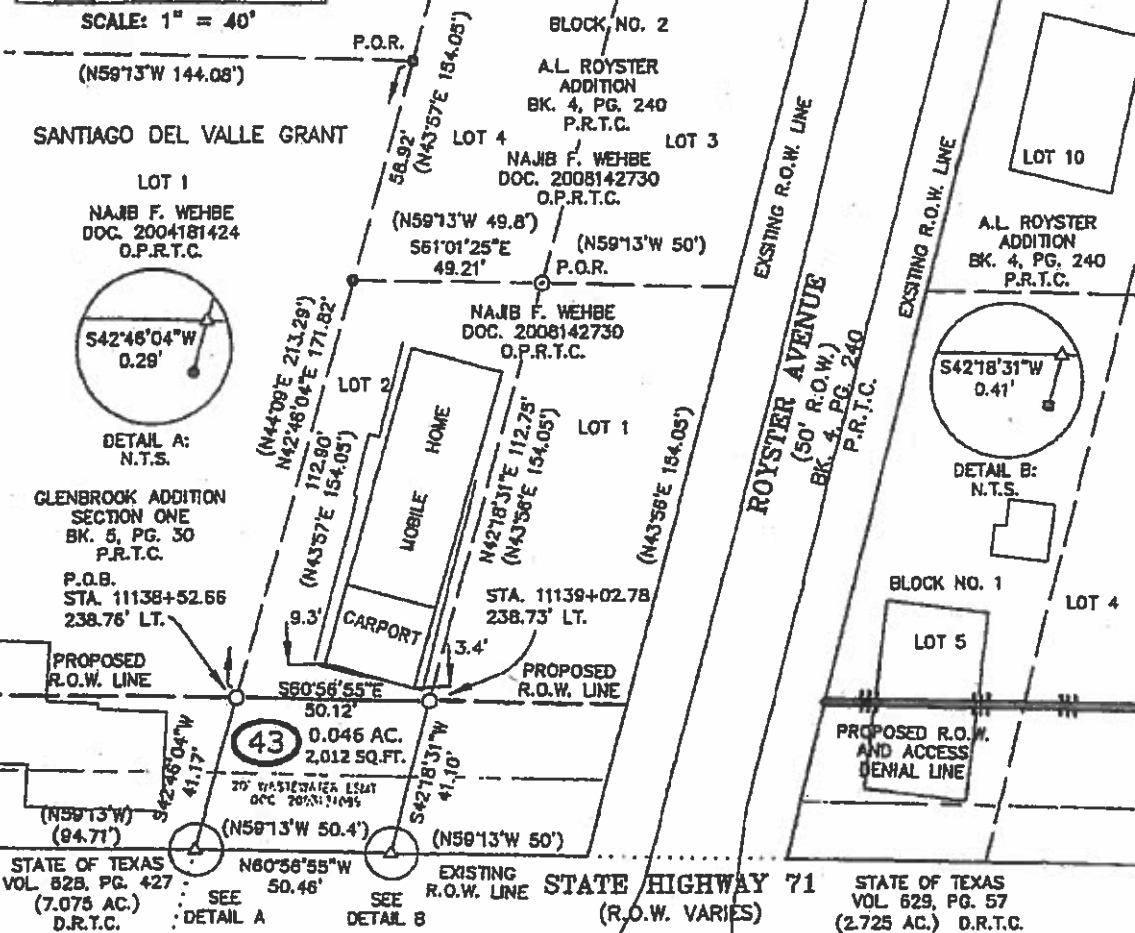 SCALE: 1" = 40'
(N59°13'W 144.08')
P.O.R.
58.92'
(N43°57'E 154.05')
BLOCK NO. 2
A.L. ROYSTER
ADDITION
BK. 4, PG. 240
P.R.T.C.
LOT 4
LOT 3
NAJIB F. WEHBE
DOC. 2008142730
O.P.R.T.C.
SANTIAGO DEL VALLE GRANT
LOT 1
NAJIB F. WEHBE
DOC. 2004181424
O.P.R.T.C.
S42°46'04"W
0.29'
DETAIL A:
N.T.S.
(N59°13'W 49.8')
S61°01'25"E
49.21'
(N59°13'W 50')
P.O.R.
NAJIB F. WEHBE
DOC. 2008142730
O.P.R.T.C.
EXSITING R.O.W. LINE
EXSITING R.O.W. LINE
LOT 10
A.L. ROYSTER
ADDITION
BK. 4, PG. 240
P.R.T.C.
S42°18'31"W
0.41'
DETAIL B:
N.T.S.
(N44°09'E 213.29')
N42°46'04"E 171.82'
112.90'
(N43°57'E 154.05')
LOT 2
MOBILE HOME
CARPORT
N42°18'31"E 112.75'
(N43°56'E 154.05')
LOT 1
(N43°56'E 154.05')
ROYSTER AVENUE
(50' R.O.W.)
BK. 4, PG. 240
P.R.T.C.
GLENBROOK ADDITION
SECTION ONE
BK. 5, PG. 30
P.R.T.C.
P.O.B.
STA. 11138+52.66
238.76' LT.
9.3'
3.4'
STA. 11139+02.78
238.73' LT.
BLOCK NO. 1
LOT 5
LOT 4
PROPOSED
R.O.W. LINE
S60°56'55"E
50.12'
PROPOSED
R.O.W. LINE
43
0.046 AC.
2,012 SQ.FT.
S42°46'04"W
41.17'
S42°18'31"W
41.10'
20' WASTEWATER ESMT
DOC.
PROPOSED R.O.W.
AND ACCESS
DENIAL LINE
(N59°13'W)
(94.71')
(N59°13'W 50.4')
(N59°13'W 50')
N60°56'55"W
50.46'
STATE OF TEXAS
VOL. 628, PG. 427
(7.075 AC.)
D.R.T.C.
SEE
DETAIL A
SEE
DETAIL B
EXISTING
R.O.W. LINE
STATE HIGHWAY 71
(R.O.W. VARIES)
STATE OF TEXAS
VOL. 629, PG. 57
(2.725 AC.) D.R.T.C.